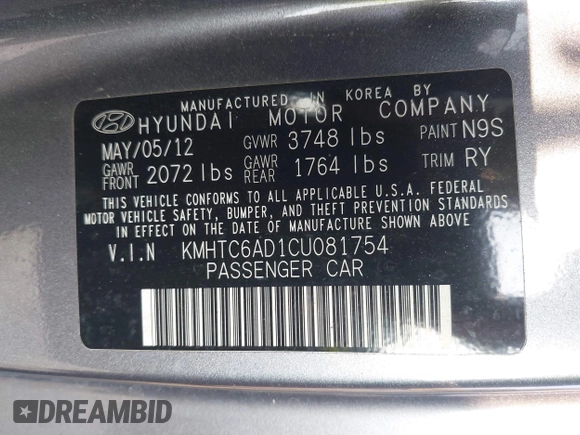 MANUFACTURED IN KOREA BY
HYUNDAI MOTOR COMPANY
MAY/05/12 GVWR 3748 lbs PAINT N9S
GAWR FRONT 2072 lbs GAWR REAR 1764 lbs TRIM RY
THIS VEHICLE CONFORMS TO ALL APPLICABLE U.S.A. FEDERAL
MOTOR VEHICLE SAFETY, BUMPER, AND THEFT PREVENTION STANDARDS
IN EFFECT ON THE DATE OF MANUFACTURE SHOWN ABOVE.
V.I.N KMHTC6AD1CU081754
PASSENGER CAR
DREAMBID